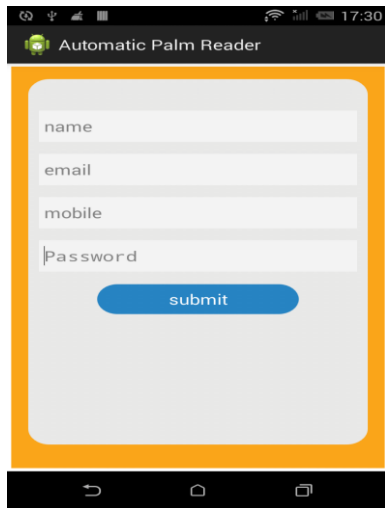 17:30
Automatic Palm Reader
name
email
mobile
Password
submit